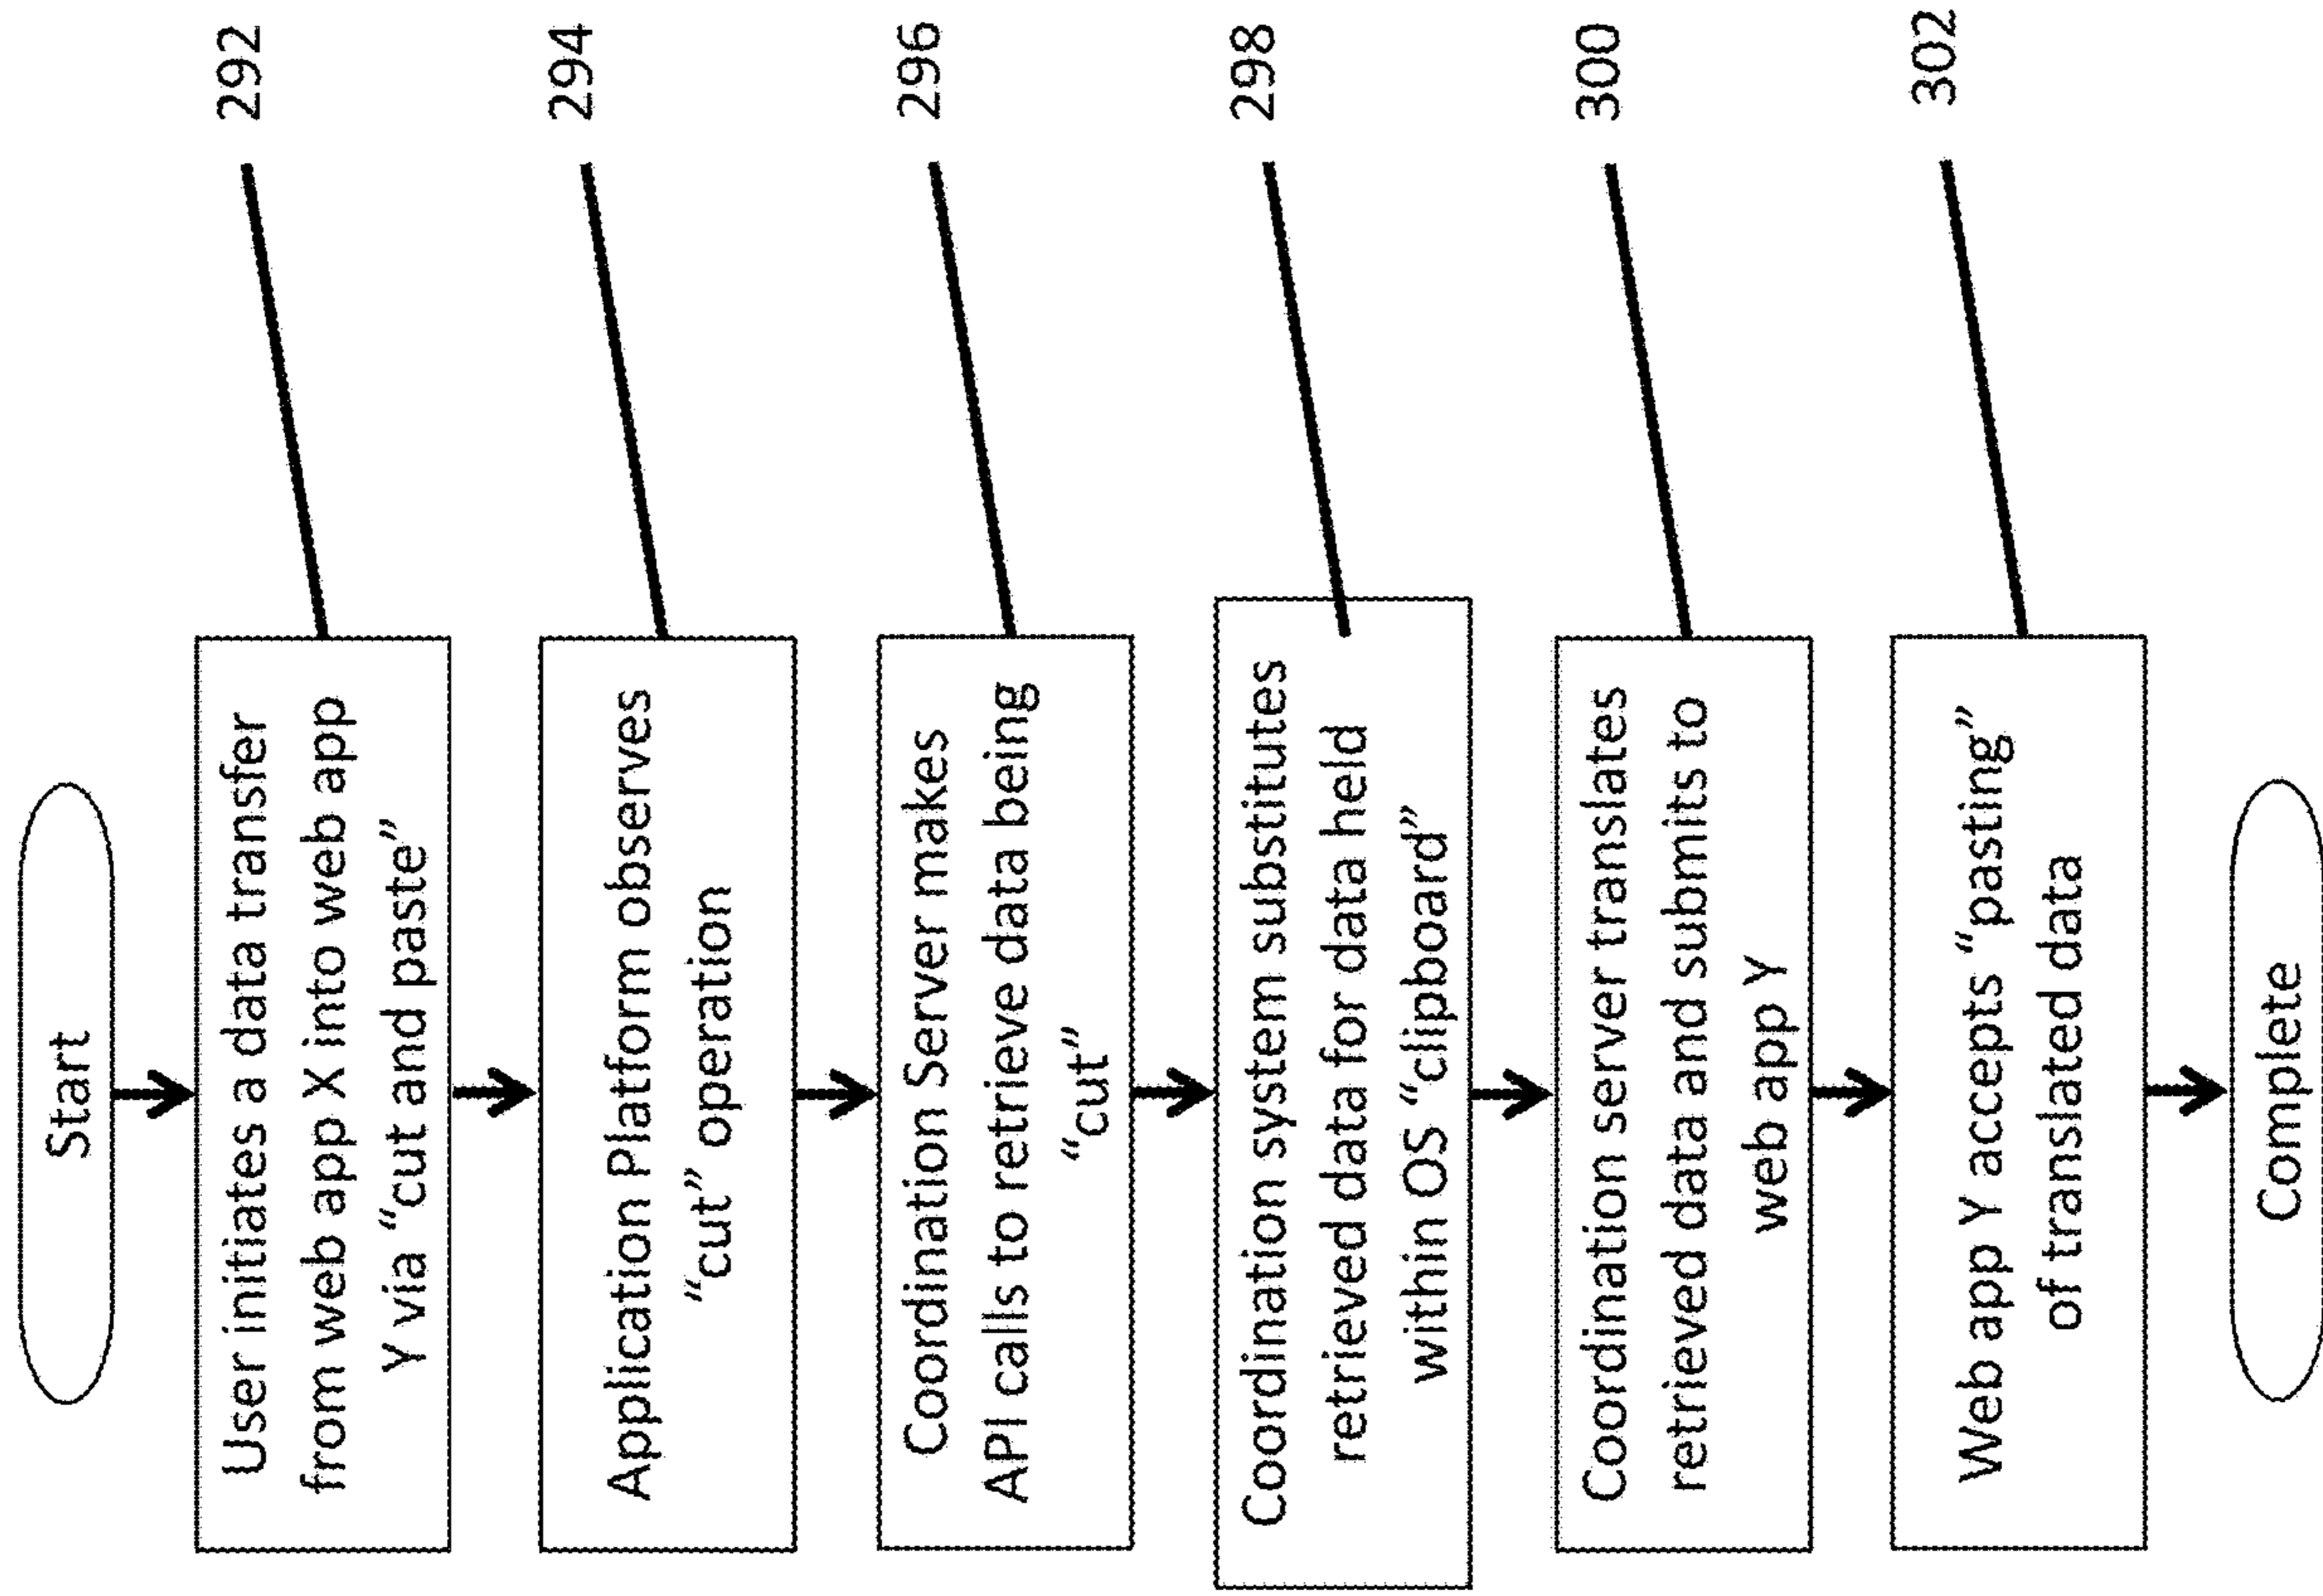 Start
User initiates a data transfer
from web app X into web app
Y via “cut and paste”
292
Application Platform observes
“cut” operation
294
Coordination Server makes
API calls to retrieve data being
“cut”
296
Coordination system substitutes
retrieved data for data held
within OS “clipboard”
298
Coordination server translates
retrieved data and submits to
web app Y
300
Web app Y accepts “pasting”
of translated data
302
Complete